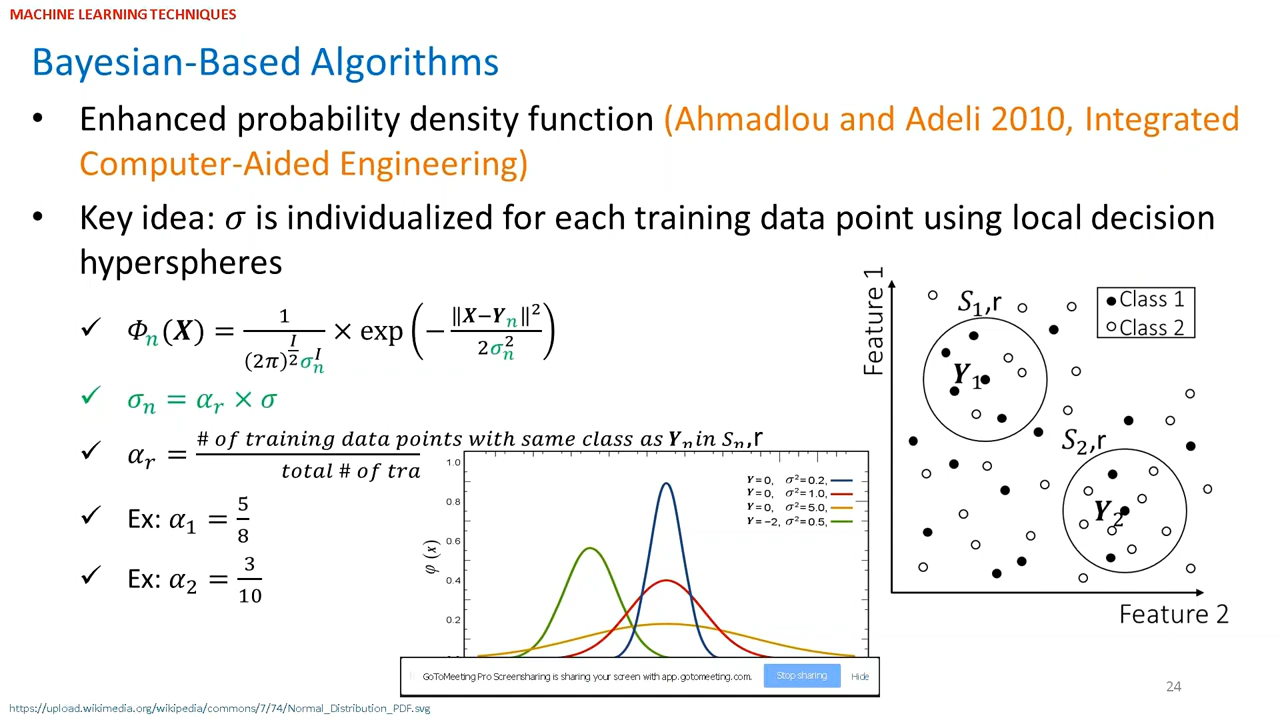 MACHINE LEARNING TECHNIQUES
Bayesian-Based Algorithms
• Enhanced probability density function (Ahmadlou and Adeli 2010, Integrated
Computer-Aided Engineering)
• Key idea: σ is individualized for each training data point using local decision
hyperspheres
✓ Φₙ(X) = 1/((2π)^(I/2) σₙ^I) × exp(−‖X−Yₙ‖²/(2σₙ²))
✓ σₙ = αᵣ × σ
✓ αᵣ = # of training data points with same class as Yₙ in Sₙ,r
total # of tra
✓ Ex: α₁ = 5/8
✓ Ex: α₂ = 3/10
φ(x)
1.0
0.8
0.6
0.4
0.2
Y = 0, σ²=0.2,
Y = 0, σ²=1.0,
Y = 0, σ²=5.0,
Y = −2, σ²=0.5,
Feature 1
S₁,r
Class 1
Class 2
Y₁
S₂,r
Y₂
Feature 2
GoToMeeting Pro Screensharing is sharing your screen with app.gotomeeting.com.
Stop sharing
Hide
24
https://upload.wikimedia.org/wikipedia/commons/7/74/Normal_Distribution_PDF.svg